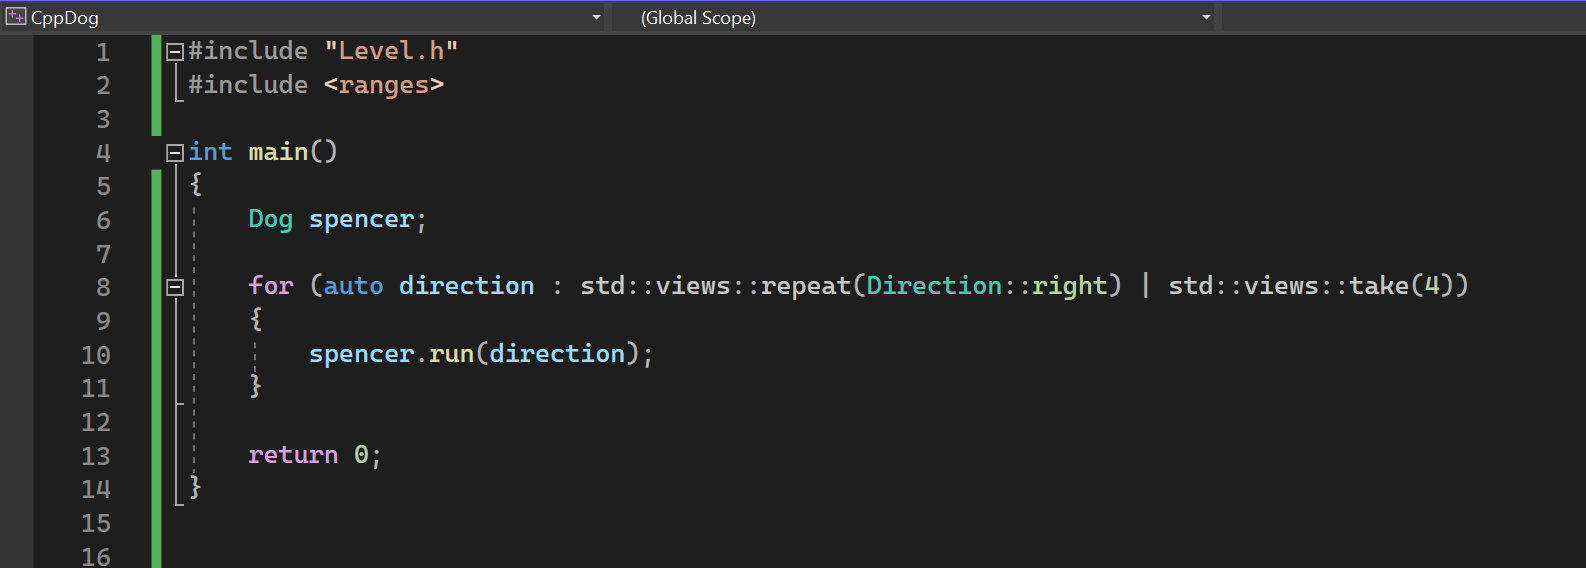 CppDog (Global Scope)
1 #include "Level.h"
2 #include <ranges>
3
4 int main()
5 {
6     Dog spencer;
7
8     for (auto direction : std::views::repeat(Direction::right) | std::views::take(4))
9     {
10         spencer.run(direction);
11     }
12
13     return 0;
14 }
15
16